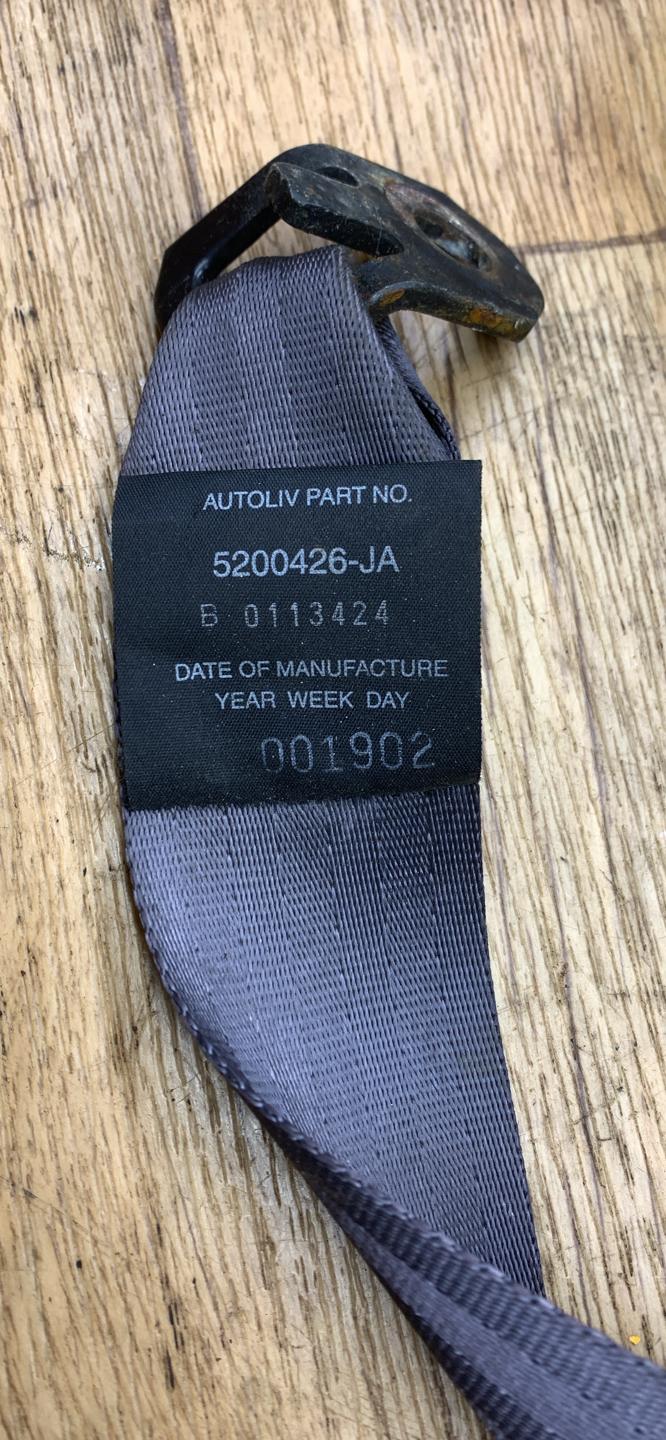 AUTOLIV PART NO.
5200426-JA
B 0113424
DATE OF MANUFACTURE
YEAR WEEK DAY
001902